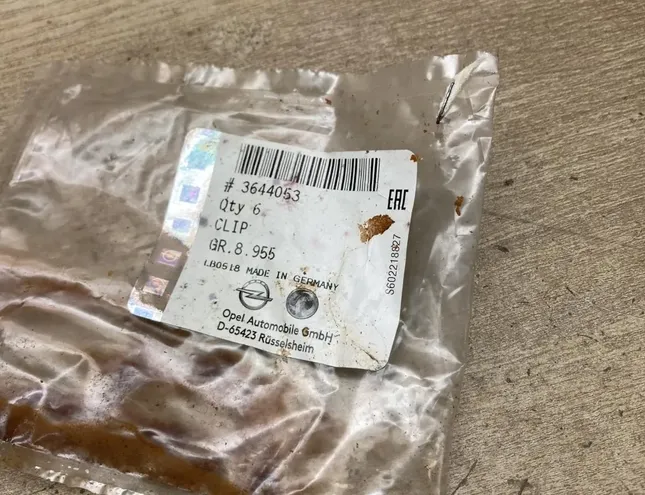 # 3644053
Qty 6
CLIP
GR.8.955
LB0518 MADE IN GERMANY
Opel Automobile GmbH
D-65423 Rüsselsheim
EAC
S602218827